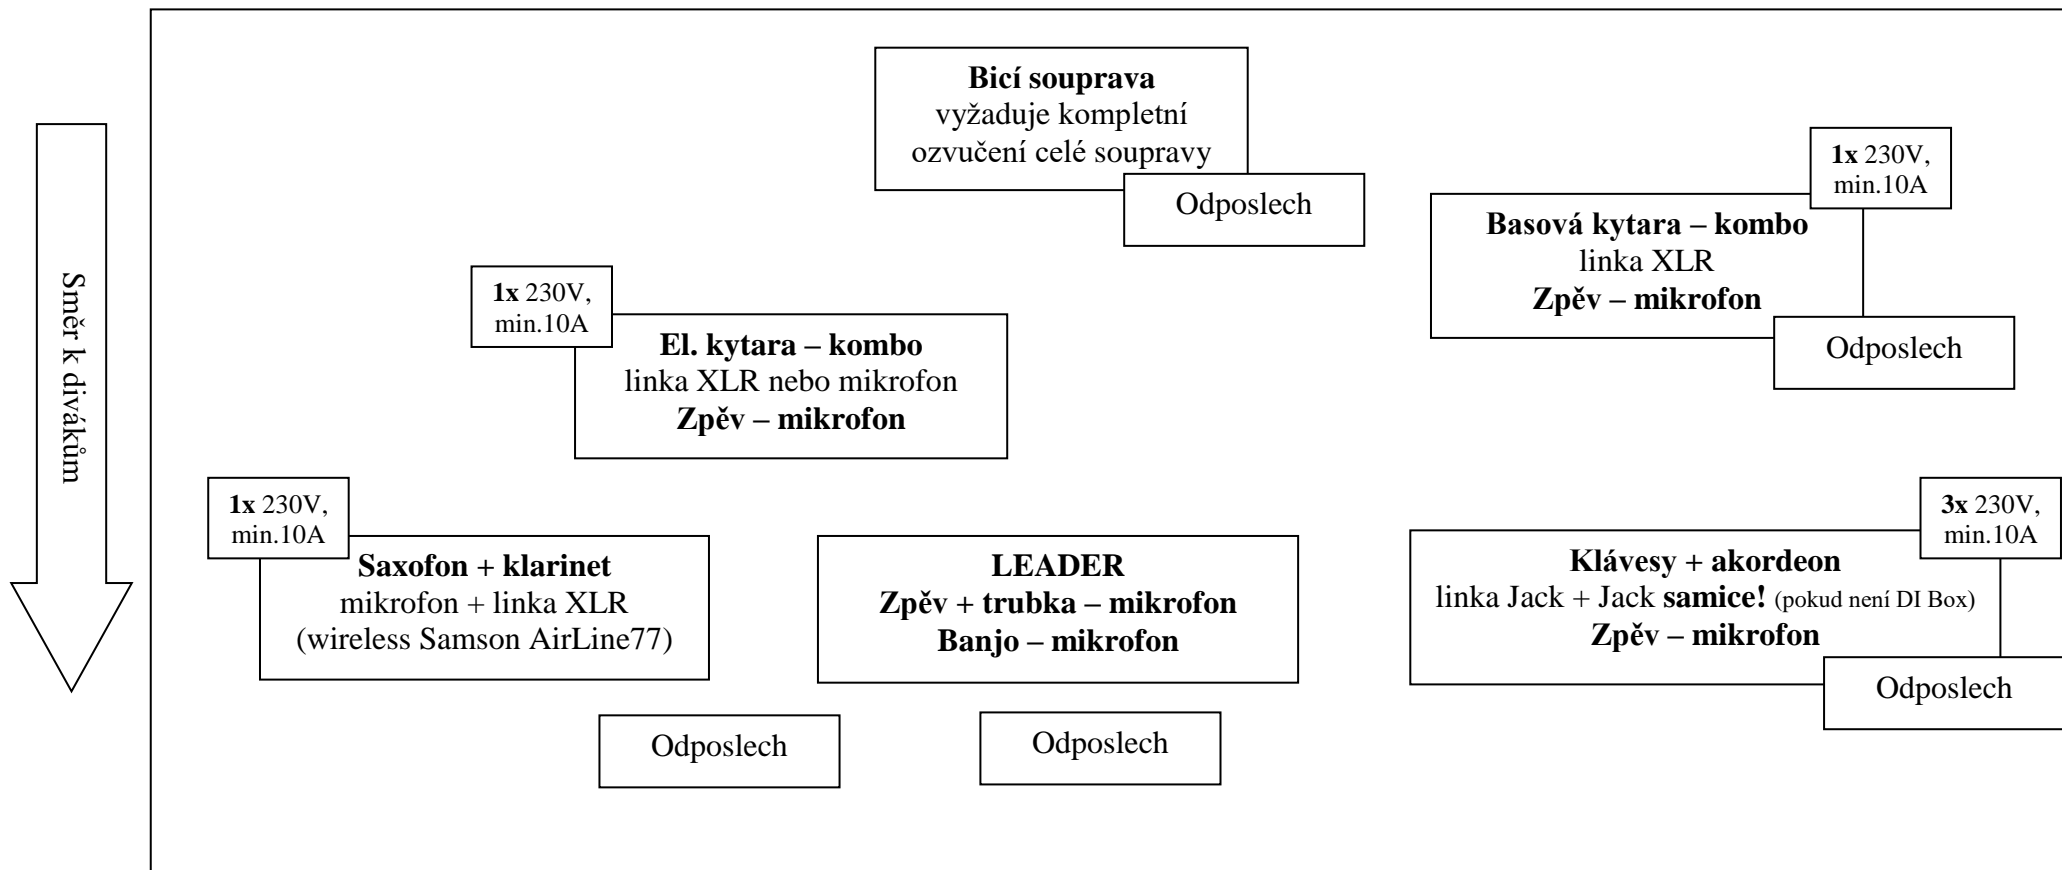 Směr k divákům
Bicí souprava
vyžaduje kompletní
ozvučení celé soupravy
Odposlech
1x 230V,
min.10A
Basová kytara – kombo
linka XLR
Zpěv – mikrofon
Odposlech
1x 230V,
min.10A
El. kytara – kombo
linka XLR nebo mikrofon
Zpěv – mikrofon
1x 230V,
min.10A
Saxofon + klarinet
mikrofon + linka XLR
(wireless Samson AirLine77)
Odposlech
LEADER
Zpěv + trubka – mikrofon
Banjo – mikrofon
Odposlech
3x 230V,
min.10A
Klávesy + akordeon
linka Jack + Jack samice! (pokud není DI Box)
Zpěv – mikrofon
Odposlech